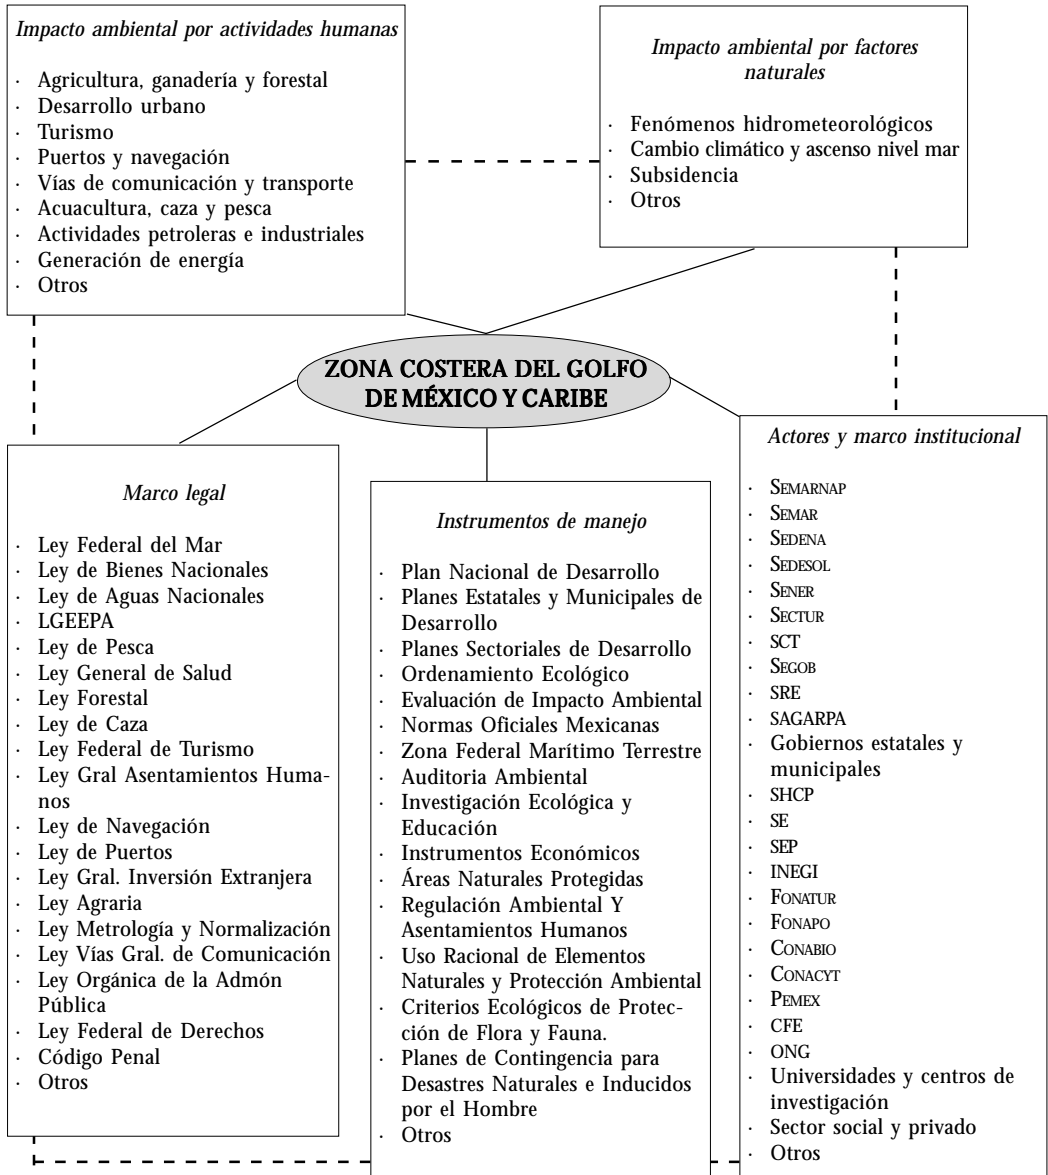 Impacto ambiental por actividades humanas
· Agricultura, ganadería y forestal
· Desarrollo urbano
· Turismo
· Puertos y navegación
· Vías de comunicación y transporte
· Acuacultura, caza y pesca
· Actividades petroleras e industriales
· Generación de energía
· Otros
Impacto ambiental por factores
naturales
· Fenómenos hidrometeorológicos
· Cambio climático y ascenso nivel mar
· Subsidencia
· Otros
ZONA COSTERA DEL GOLFO
DE MÉXICO Y CARIBE
Marco legal
· Ley Federal del Mar
· Ley de Bienes Nacionales
· Ley de Aguas Nacionales
· LGEEPA
· Ley de Pesca
· Ley General de Salud
· Ley Forestal
· Ley de Caza
· Ley Federal de Turismo
· Ley Gral Asentamientos Huma-
nos
· Ley de Navegación
· Ley de Puertos
· Ley Gral. Inversión Extranjera
· Ley Agraria
· Ley Metrología y Normalización
· Ley Vías Gral. de Comunicación
· Ley Orgánica de la Admón
Pública
· Ley Federal de Derechos
· Código Penal
· Otros
Instrumentos de manejo
· Plan Nacional de Desarrollo
· Planes Estatales y Municipales de
Desarrollo
· Planes Sectoriales de Desarrollo
· Ordenamiento Ecológico
· Evaluación de Impacto Ambiental
· Normas Oficiales Mexicanas
· Zona Federal Marítimo Terrestre
· Auditoria Ambiental
· Investigación Ecológica y
Educación
· Instrumentos Económicos
· Áreas Naturales Protegidas
· Regulación Ambiental Y
Asentamientos Humanos
· Uso Racional de Elementos
Naturales y Protección Ambiental
· Criterios Ecológicos de Protec-
ción de Flora y Fauna.
· Planes de Contingencia para
Desastres Naturales e Inducidos
por el Hombre
· Otros
Actores y marco institucional
· SEMARNAP
· SEMAR
· SEDENA
· SEDESOL
· SENER
· SECTUR
· SCT
· SEGOB
· SRE
· SAGARPA
· Gobiernos estatales y
municipales
· SHCP
· SE
· SEP
· INEGI
· FONATUR
· FONAPO
· CONABIO
· CONACYT
· PEMEX
· CFE
· ONG
· Universidades y centros de
investigación
· Sector social y privado
· Otros